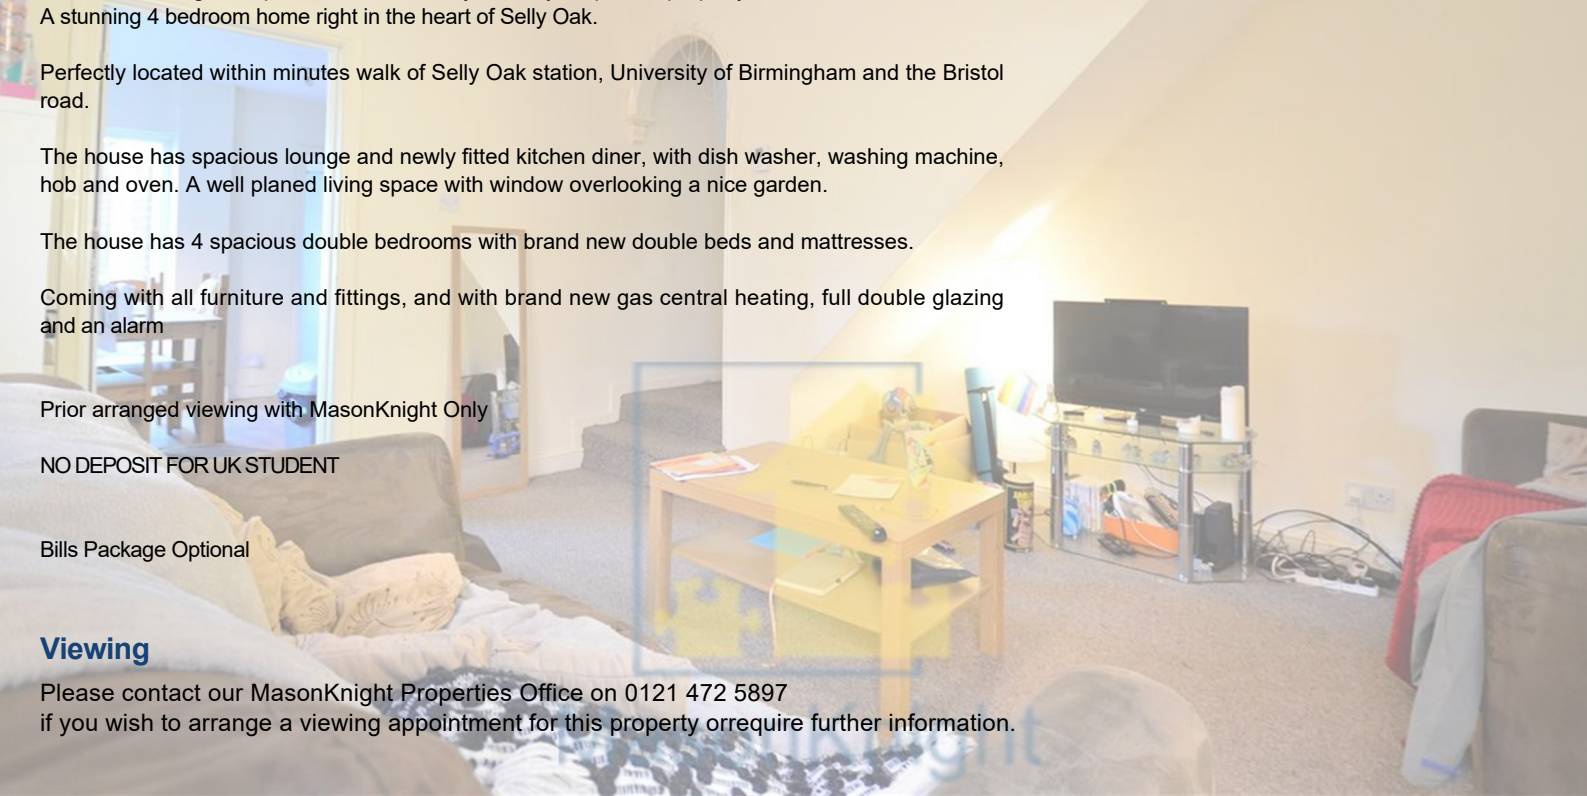 A stunning 4 bedroom home right in the heart of Selly Oak.
Perfectly located within minutes walk of Selly Oak station, University of Birmingham and the Bristol
road.
The house has spacious lounge and newly fitted kitchen diner, with dish washer, washing machine,
hob and oven. A well planed living space with window overlooking a nice garden.
The house has 4 spacious double bedrooms with brand new double beds and mattresses.
Coming with all furniture and fittings, and with brand new gas central heating, full double glazing
and an alarm
Prior arranged viewing with MasonKnight Only
NO DEPOSIT FOR UK STUDENT
Bills Package Optional
Viewing
Please contact our MasonKnight Properties Office on 0121 472 5897
if you wish to arrange a viewing appointment for this property orrequire further information.
MasonKnight